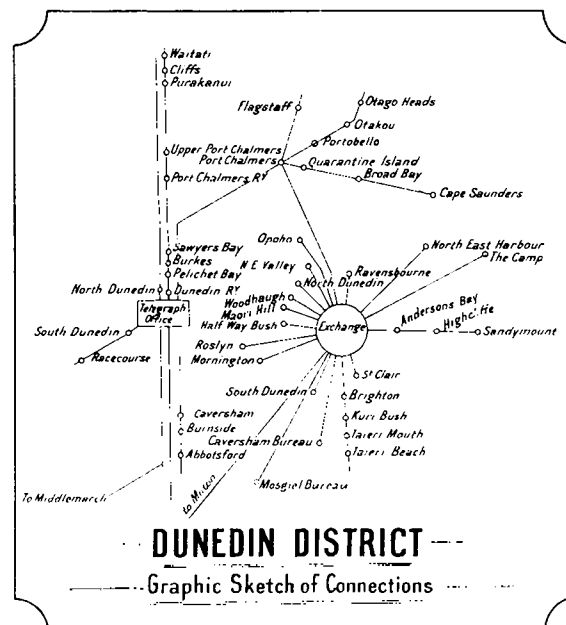 Waitati
Cliffs
Purakanui
Flagstaff
Otago Heads
Otakou
Portobello
Upper Port Chalmers
Port Chalmers
Quarantine Island
Broad Bay
Port Chalmers Ry
Cape Saunders
Opoho
North East Harbour
Sawyers Bay
The Camp
Burkes
N.E. Valley
Pelichet Bay
Ravensbourne
North Dunedin
Dunedin Ry
North Dunedin
Woodhaugh
Telegraph
Office
Maori Hill
Andersons Bay
Highcliffe
South Dunedin
Half Way Bush
Exchange
Sandymount
Roslyn
Racecourse
Mornington
St Clair
South Dunedin
Brighton
Caversham
Kuri Bush
Burnside
Caversham Bureau
Taieri Mouth
Abbotsford
Taieri Beach
To Middlemarch
to Milton
Mosgiel Bureau
DUNEDIN DISTRICT
Graphic Sketch of Connections